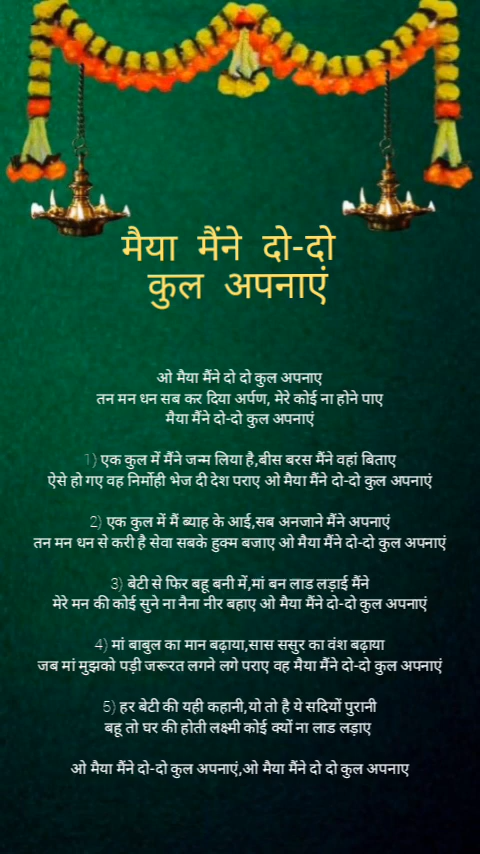 मैया मैंने दो-दो
कुल अपनाएं
ओ मैया मैंने दो दो कुल अपनाए
तन मन धन सब कर दिया अर्पण, मेरे कोई ना होने पाए
मैया मैंने दो-दो कुल अपनाएं
1) एक कुल में मैंने जन्म लिया है,बीस बरस मैंने वहां बिताए
ऐसे हो गए वह निर्मोही भेज दी देश पराए ओ मैया मैंने दो-दो कुल अपनाएं
2) एक कुल में मैं ब्याह के आई,सब अनजाने मैंने अपनाएं
तन मन धन से करी है सेवा सबके हुक्म बजाए ओ मैया मैंने दो-दो कुल अपनाएं
3) बेटी से फिर बहू बनी में,मां बन लाड लड़ाई मैंने
मेरे मन की कोई सुने ना नैना नीर बहाए ओ मैया मैंने दो-दो कुल अपनाएं
4) मां बाबुल का मान बढ़ाया,सास ससुर का वंश बढ़ाया
जब मां मुझको पड़ी जरूरत लगने लगे पराए वह मैया मैंने दो-दो कुल अपनाएं
5) हर बेटी की यही कहानी,यो तो है ये सदियों पुरानी
बहू तो घर की होती लक्ष्मी कोई क्यों ना लाड लड़ाए
ओ मैया मैंने दो-दो कुल अपनाएं,ओ मैया मैंने दो दो कुल अपनाए